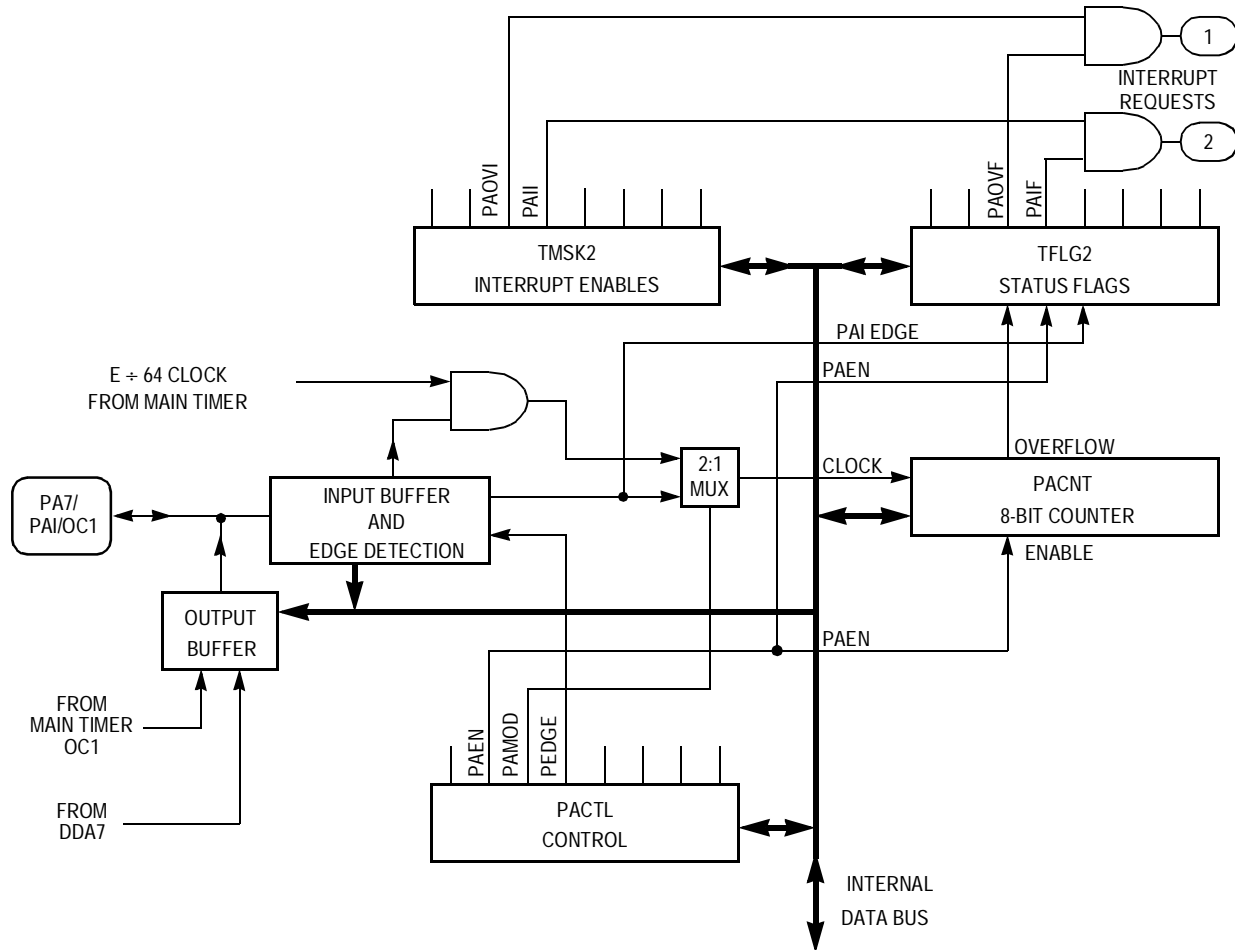 1
INTERRUPT
REQUESTS
2
PAOVI
PAII
PAOVF
PAIF
TMSK2
INTERRUPT ENABLES
TFLG2
STATUS FLAGS
PAI EDGE
PAEN
E ÷ 64 CLOCK
FROM MAIN TIMER
OVERFLOW
2:1
MUX
CLOCK
PACNT
8-BIT COUNTER
ENABLE
PA7/
PAI/OC1
INPUT BUFFER
AND
EDGE DETECTION
OUTPUT
BUFFER
PAEN
FROM
MAIN TIMER
OC1
FROM
DDA7
PAEN
PAMOD
PEDGE
PACTL
CONTROL
INTERNAL
DATA BUS